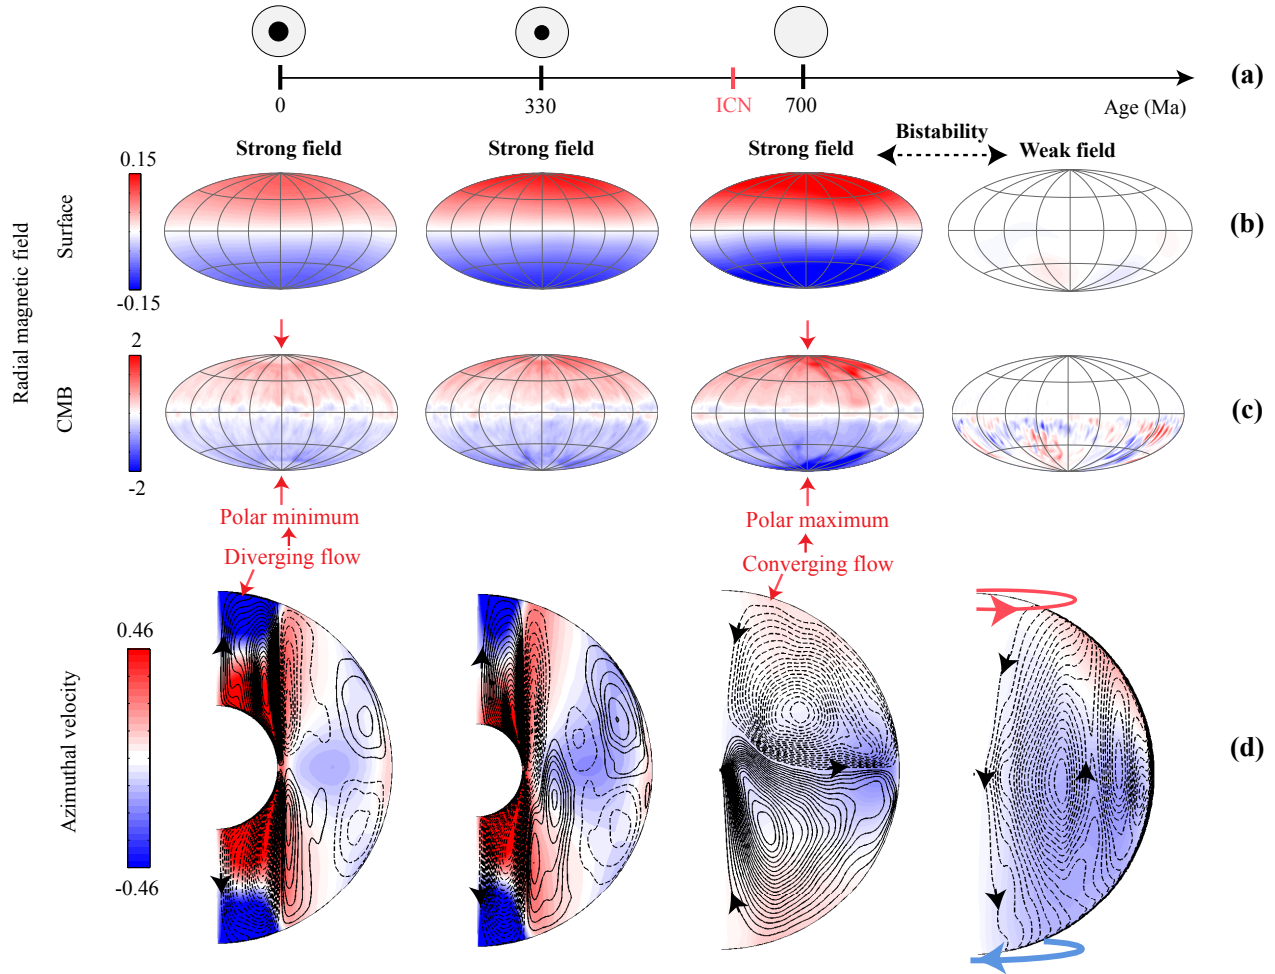 (a)
0
330
ICN
700
Age (Ma)
Bistability
Strong field
Strong field
Strong field
Weak field
Radial magnetic field
Surface
0.15
-0.15
(b)
CMB
2
-2
(c)
Polar minimum
Diverging flow
Polar maximum
Converging flow
Azimuthal velocity
0.46
-0.46
(d)